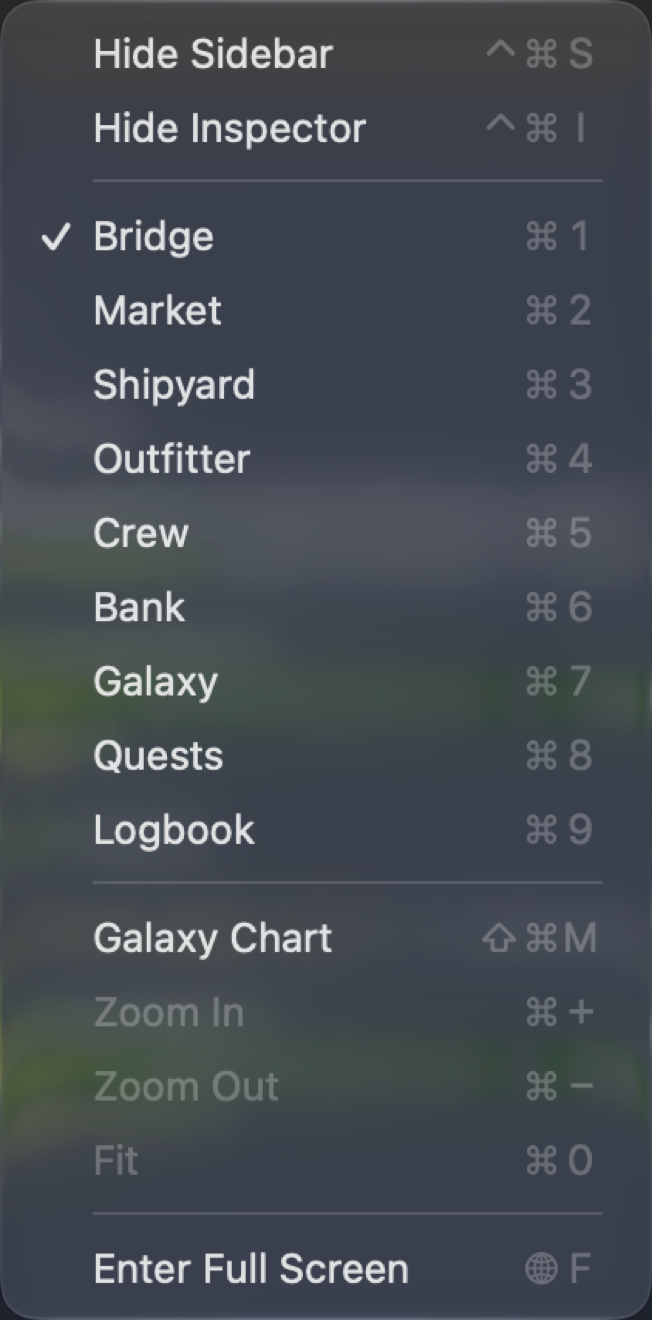 Hide Sidebar ^ ⌘ S
Hide Inspector ^ ⌘ I
✓ Bridge ⌘ 1
Market ⌘ 2
Shipyard ⌘ 3
Outfitter ⌘ 4
Crew ⌘ 5
Bank ⌘ 6
Galaxy ⌘ 7
Quests ⌘ 8
Logbook ⌘ 9
Galaxy Chart ⇧ ⌘ M
Zoom In ⌘ +
Zoom Out ⌘ −
Fit ⌘ 0
Enter Full Screen 🌐 F